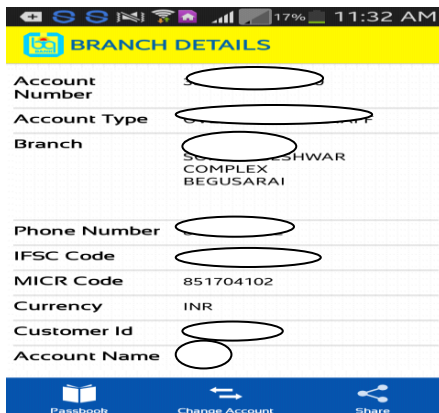 17% 11:32 AM
BRANCH DETAILS
Account
Number
Account Type
Branch
COMPLEX
BEGUSARAI
Phone Number
IFSC Code
MICR Code 851704102
Currency INR
Customer Id
Account Name
Passbook Change Account Share